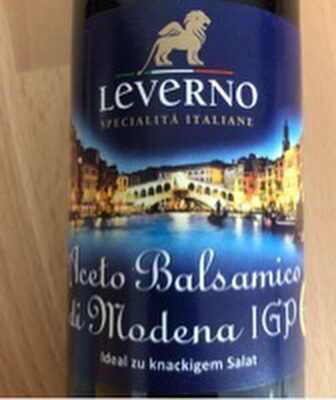 LeVerno
SPECIALITÀ ITALIANE
Aceto Balsamico
di Modena IGP
Ideal zu knackigem Salat